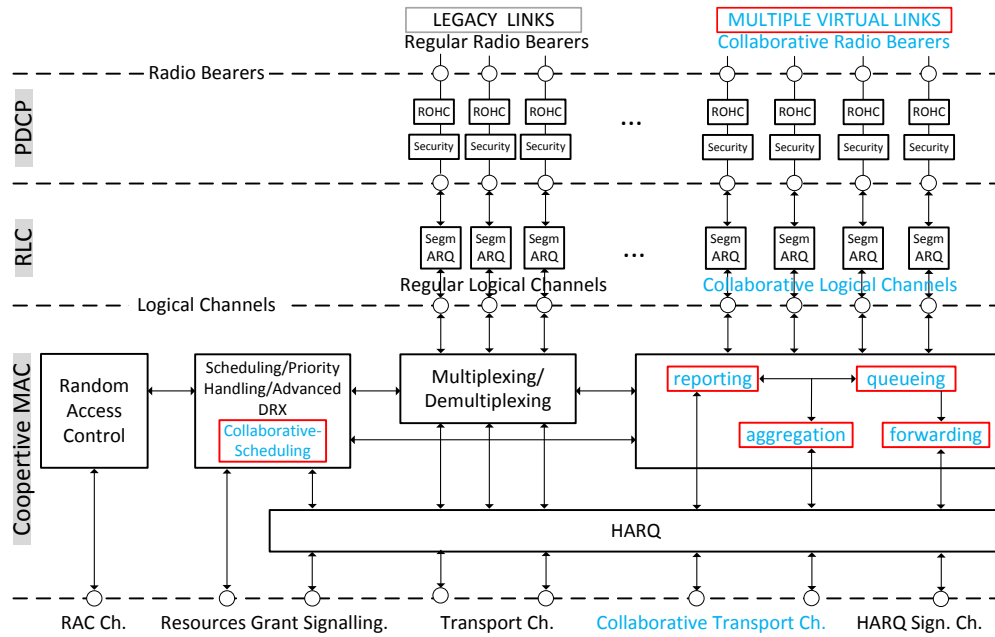 LEGACY LINKS
MULTIPLE VIRTUAL LINKS
Regular Radio Bearers
Collaborative Radio Bearers
Radio Bearers
PDCP
ROHC ROHC ROHC ROHC ROHC ROHC ROHC
...
Security Security Security Security Security Security Security
RLC
Segm Segm Segm Segm Segm Segm Segm
ARQ ARQ ARQ ARQ ARQ ARQ ARQ
...
Regular Logical Channels
Collaborative Logical Channels
Logical Channels
Coopertive MAC
Random
Access
Control
Scheduling/Priority
Handling/Advanced
DRX
Collaborative-
Scheduling
Multiplexing/
Demultiplexing
reporting
queueing
aggregation
forwarding
HARQ
RAC Ch.
Resources Grant Signalling.
Transport Ch.
Collaborative Transport Ch.
HARQ Sign. Ch.